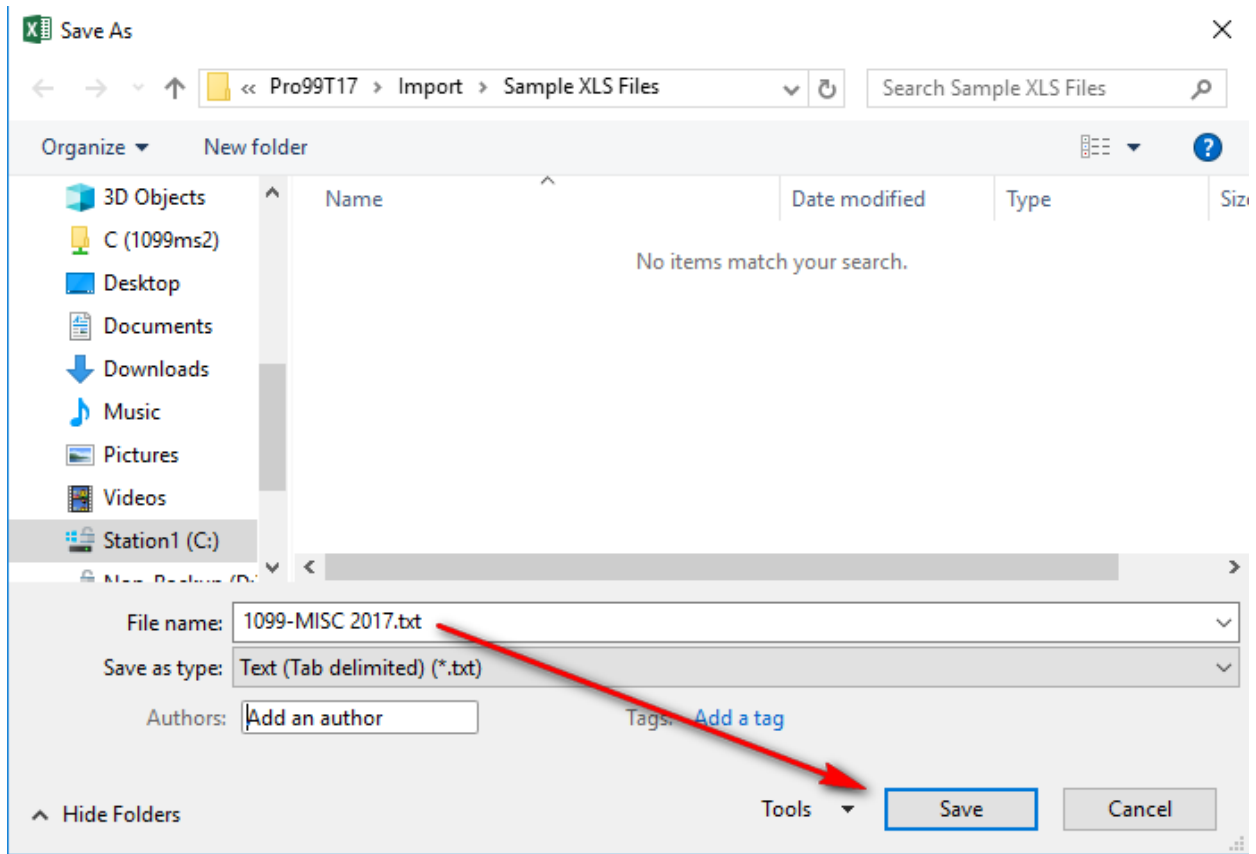 Save As
« Pro99T17 > Import > Sample XLS Files
Search Sample XLS Files
Organize
New folder
Name
Date modified
Type
3D Objects
C (1099ms2)
Desktop
Documents
Downloads
Music
Pictures
Videos
Station1 (C:)
No items match your search.
File name: 1099-MISC 2017.txt
Save as type: Text (Tab delimited) (*.txt)
Authors: Add an author
Tags: Add a tag
Hide Folders
Tools
Save
Cancel